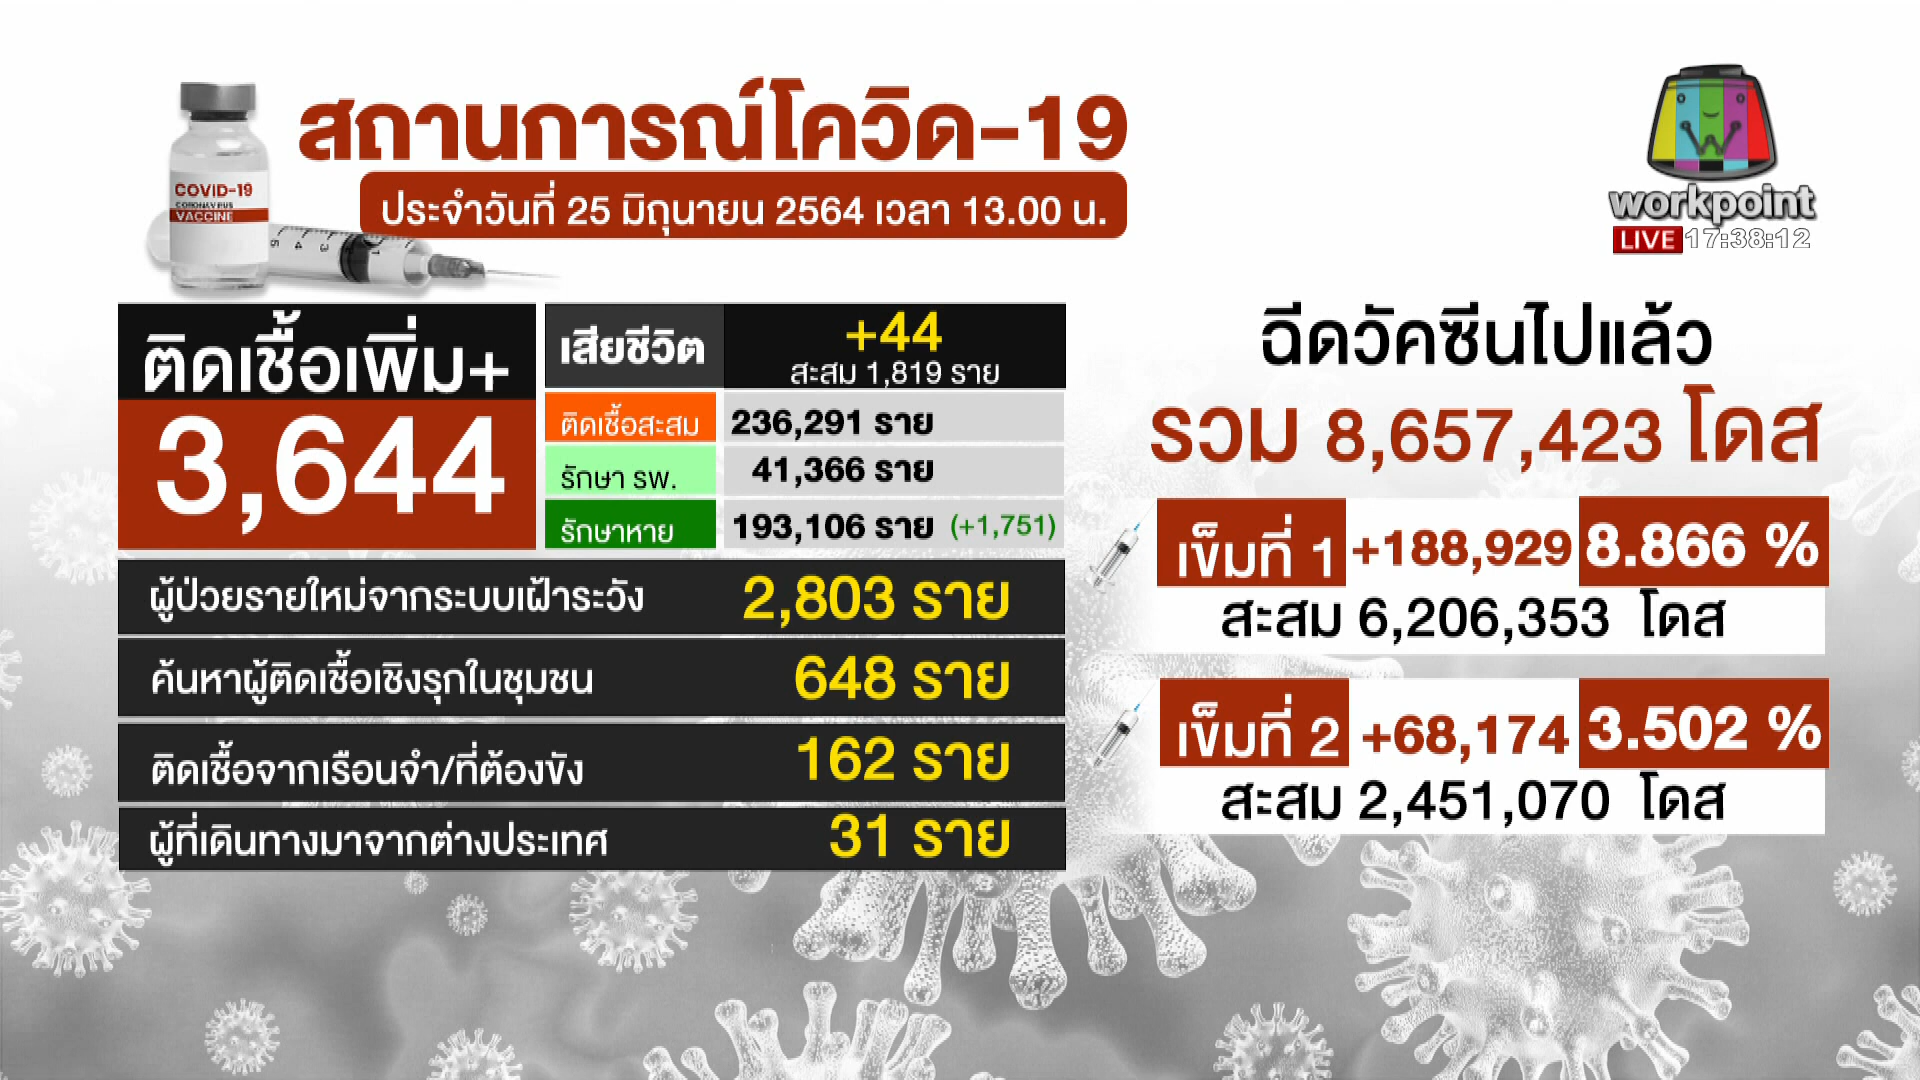 สถานการณ์โควิด-19
ประจำวันที่ 25 มิถุนายน 2564 เวลา 13.00 น.
COVID-19
CORONAVIRUS
VACCINE
workpoint
LIVE 17:38:12
ติดเชื้อเพิ่ม+
3,644
เสียชีวิต
+44
สะสม 1,819 ราย
ติดเชื้อสะสม 236,291 ราย
รักษา รพ. 41,366 ราย
รักษาหาย 193,106 ราย (+1,751)
ผู้ป่วยรายใหม่จากระบบเฝ้าระวัง 2,803 ราย
ค้นหาผู้ติดเชื้อเชิงรุกในชุมชน 648 ราย
ติดเชื้อจากเรือนจำ/ที่ต้องขัง 162 ราย
ผู้ที่เดินทางมาจากต่างประเทศ 31 ราย
ฉีดวัคซีนไปแล้ว
รวม 8,657,423 โดส
เข็มที่ 1 +188,929 8.866 %
สะสม 6,206,353 โดส
เข็มที่ 2 +68,174 3.502 %
สะสม 2,451,070 โดส